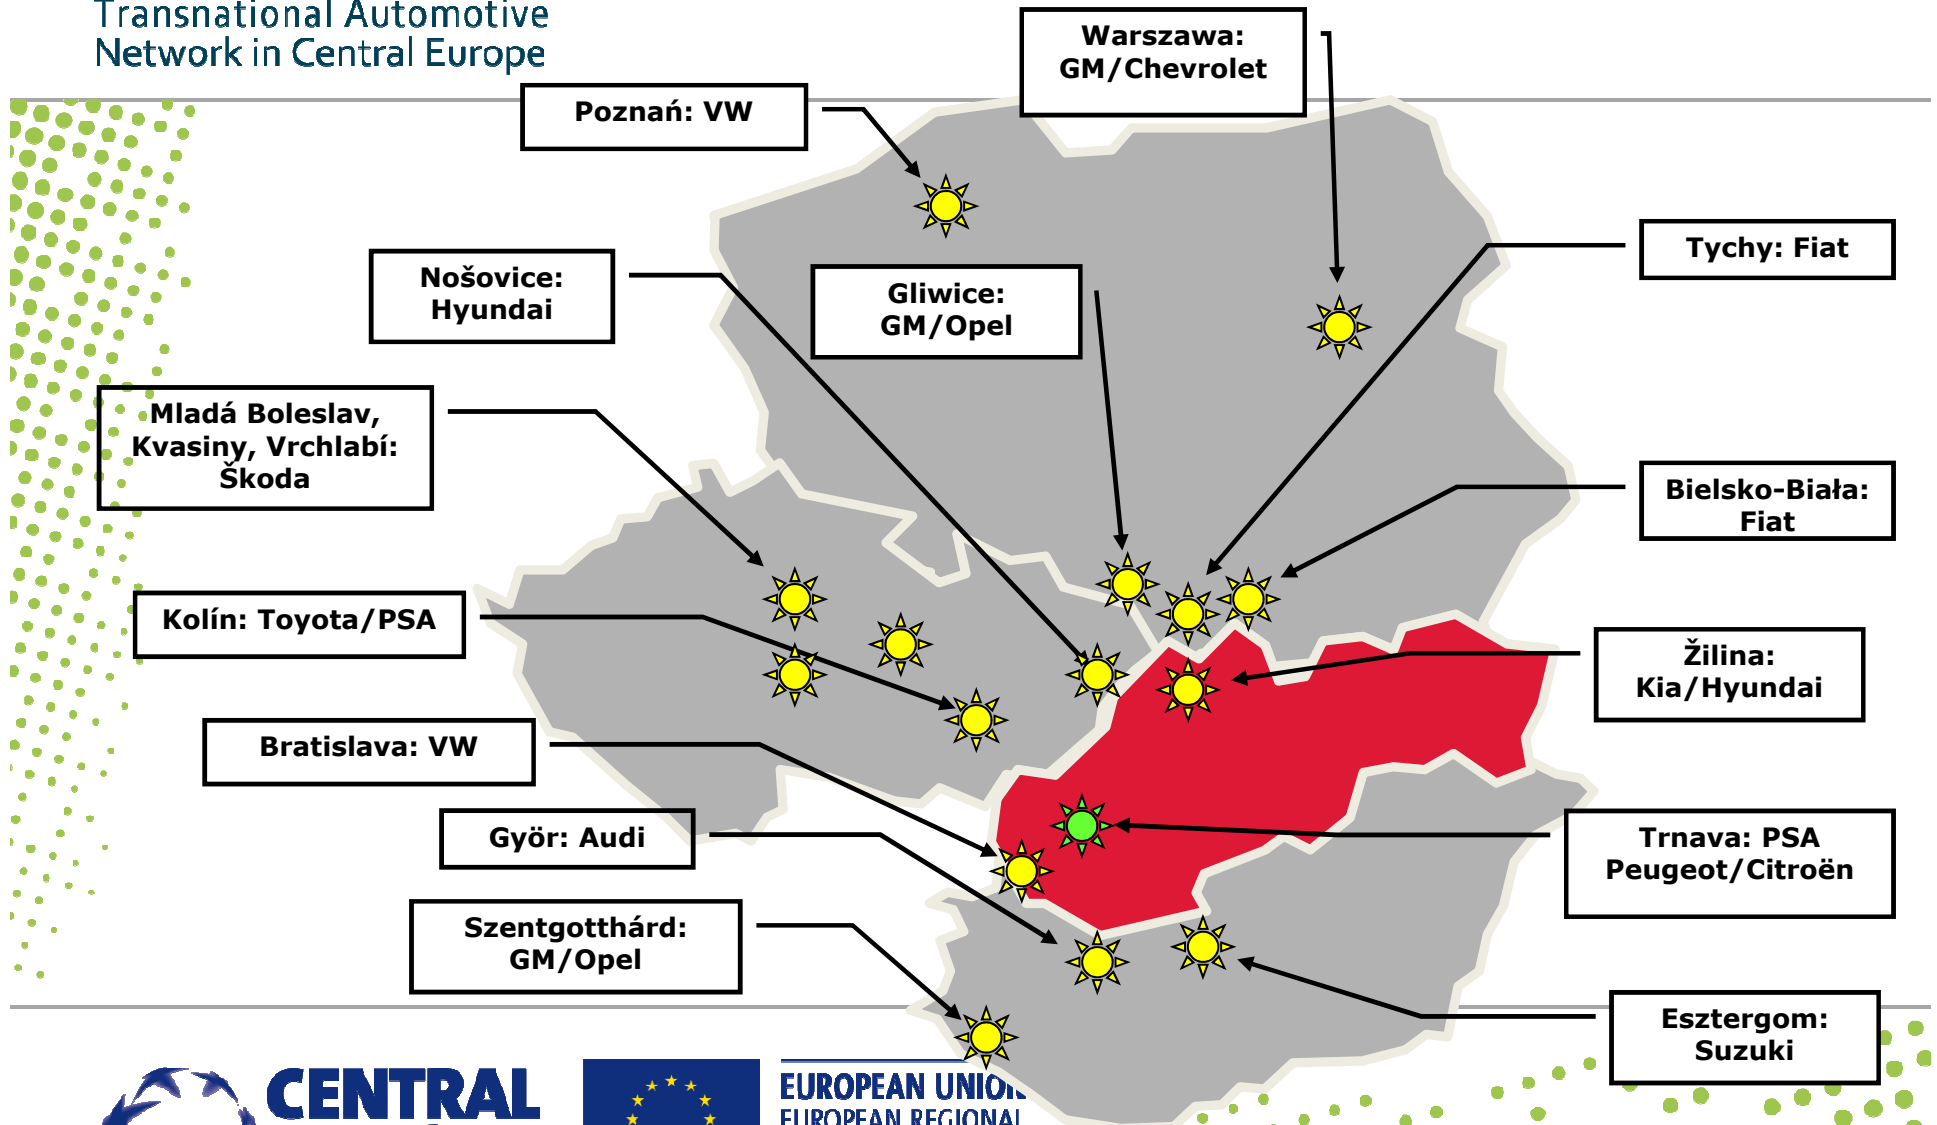 Transnational Automotive
Network in Central Europe
Warszawa:
GM/Chevrolet
Poznań: VW
Tychy: Fiat
Nošovice:
Hyundai
Gliwice:
GM/Opel
Mladá Boleslav,
Kvasiny, Vrchlabí:
Škoda
Bielsko-Biała:
Fiat
Kolín: Toyota/PSA
Žilina:
Kia/Hyundai
Bratislava: VW
Györ: Audi
Trnava: PSA
Peugeot/Citroën
Szentgotthárd:
GM/Opel
Esztergom:
Suzuki
CENTRAL
EUROPEAN UNION
EUROPEAN REGIONAL